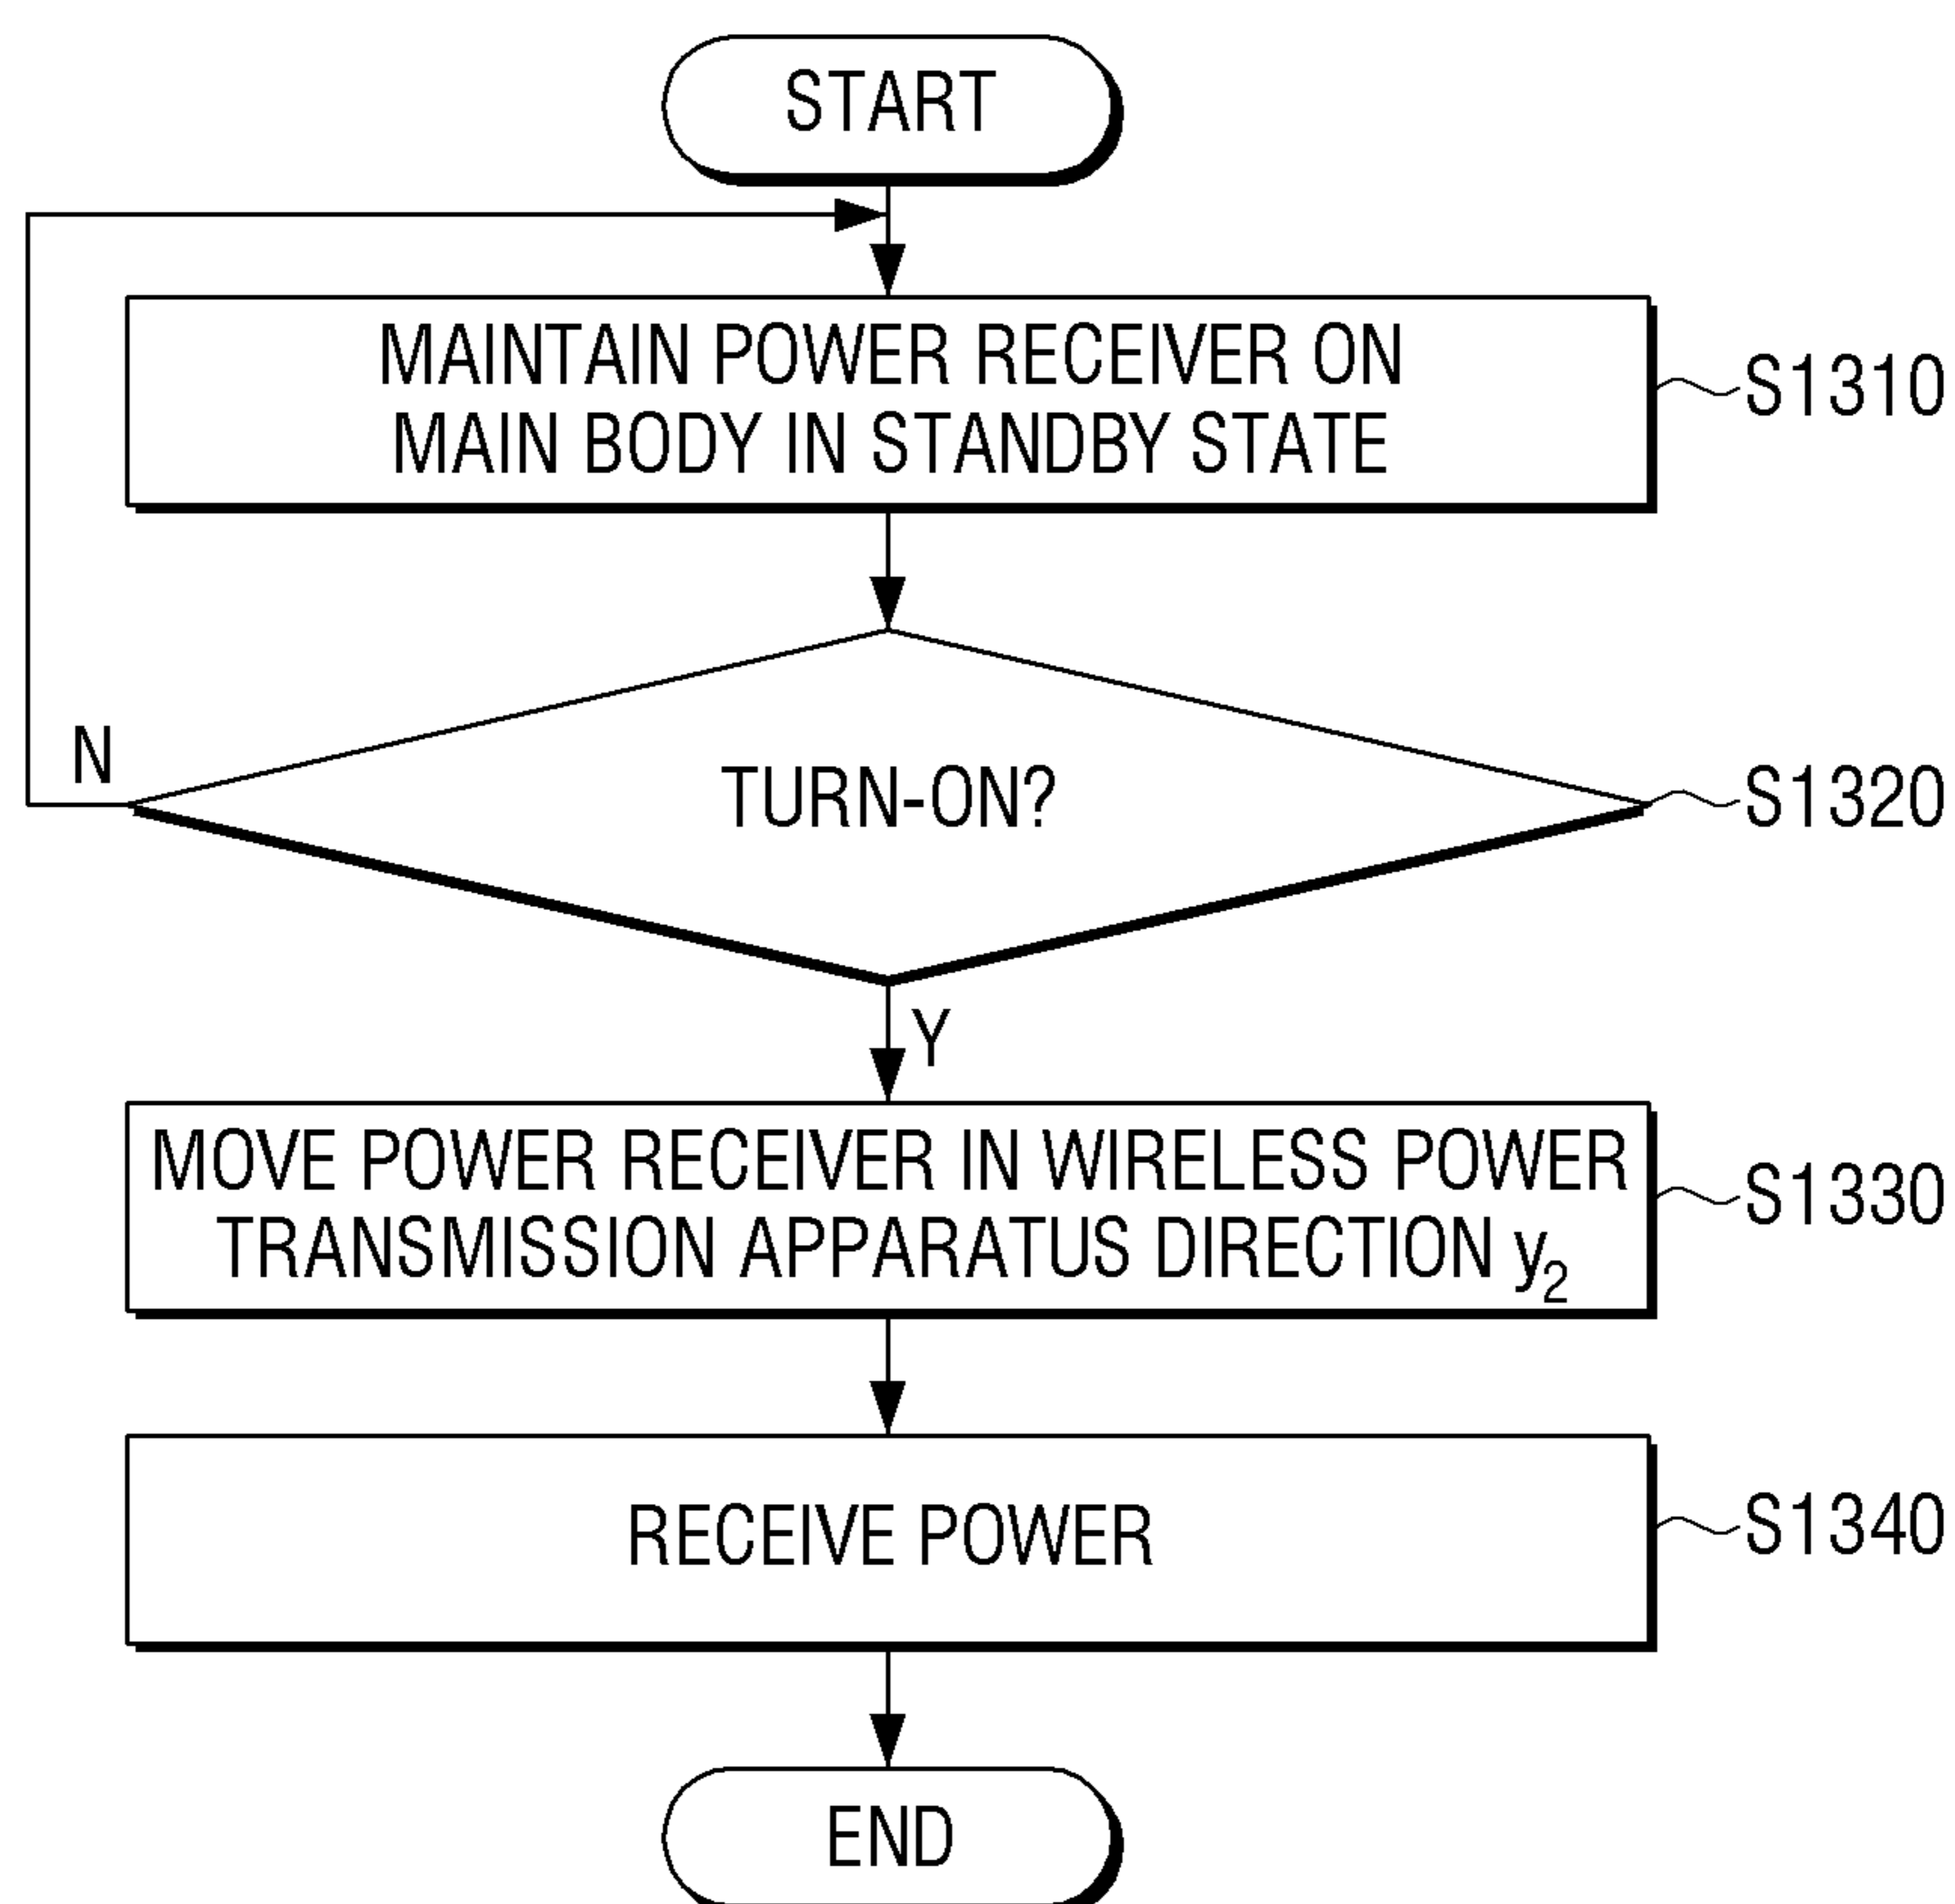 START
MAINTAIN POWER RECEIVER ON
MAIN BODY IN STANDBY STATE
S1310
N
TURN-ON?
S1320
Y
MOVE POWER RECEIVER IN WIRELESS POWER
TRANSMISSION APPARATUS DIRECTION y₂
S1330
RECEIVE POWER
S1340
END